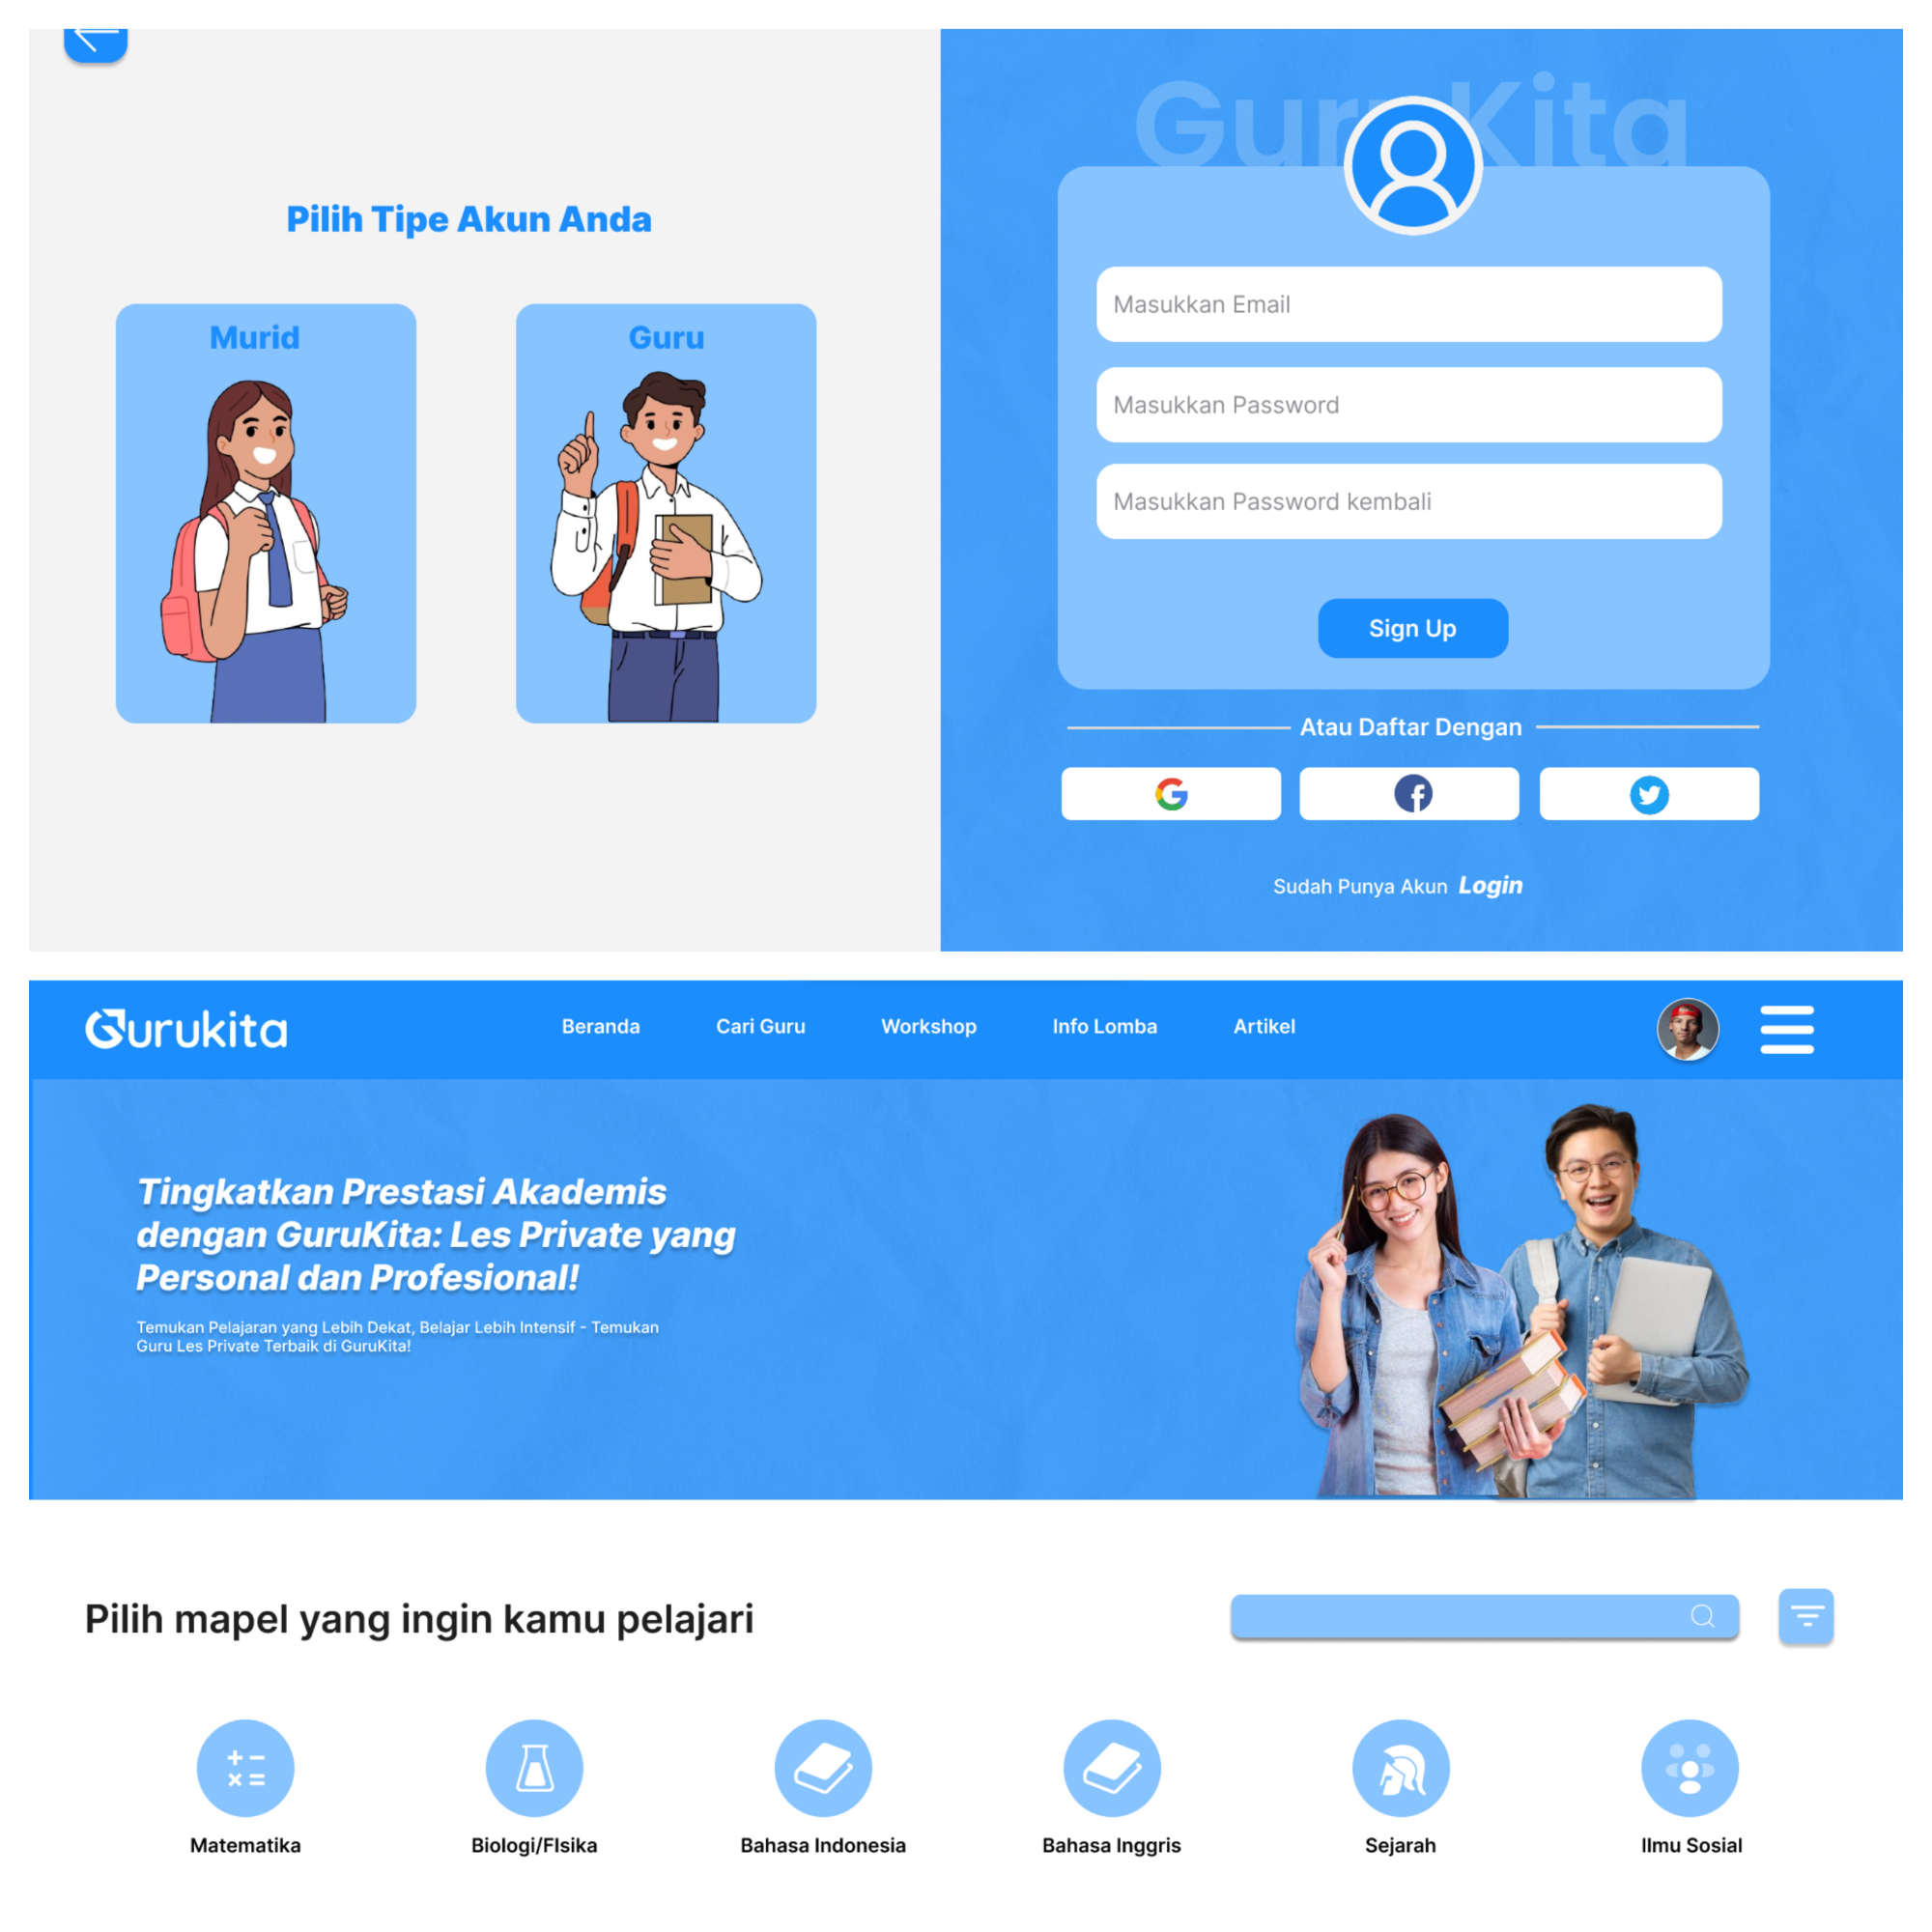 Pilih Tipe Akun Anda
Murid
Guru
GuruKita
Masukkan Email
Masukkan Password
Masukkan Password kembali
Sign Up
Atau Daftar Dengan
Sudah Punya Akun Login
Gurukita
Beranda Cari Guru Workshop Info Lomba Artikel
Tingkatkan Prestasi Akademis
dengan GuruKita: Les Private yang
Personal dan Profesional!
Temukan Pelajaran yang Lebih Dekat, Belajar Lebih Intensif - Temukan
Guru Les Private Terbaik di GuruKita!
Pilih mapel yang ingin kamu pelajari
Matematika
Biologi/FIsika
Bahasa Indonesia
Bahasa Inggris
Sejarah
Ilmu Sosial